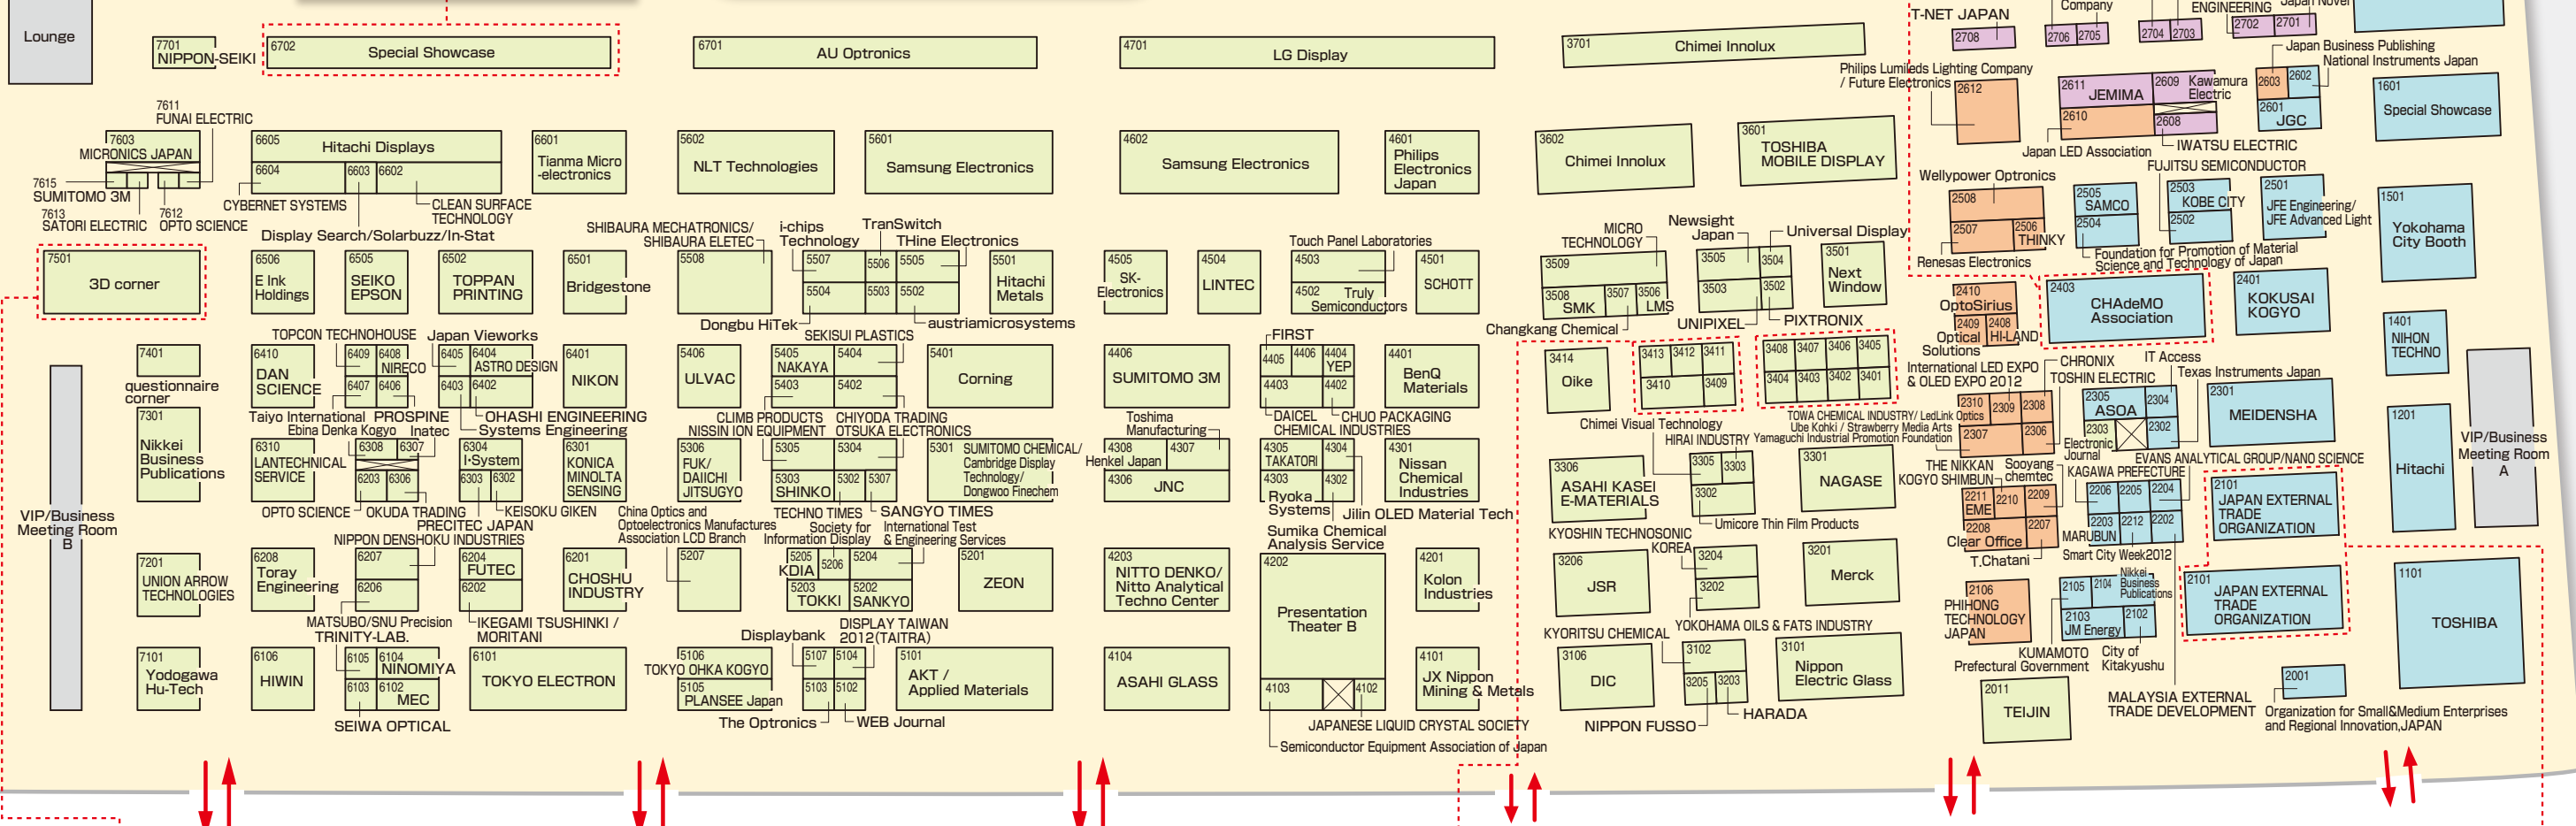 Lounge
7701
NIPPON-SEIKI
6702
Special Showcase
6701
AU Optronics
4701
LG Display
3701
Chimei Innolux
T-NET JAPAN
2708
Company
2706
2705
2704
2703
ENGINEERING
2702
2701
7611
FUNAI ELECTRIC
7603
MICRONICS JAPAN
7615
SUMITOMO 3M
7613
SATORI ELECTRIC
7612
OPTO SCIENCE
6605
Hitachi Displays
6604
6603
6602
CYBERNET SYSTEMS
CLEAN SURFACE
TECHNOLOGY
Display Search/Solarbuzz/In-Stat
6601
Tianma Micro
-electronics
5602
NLT Technologies
5601
Samsung Electronics
4602
Samsung Electronics
4601
Philips
Electronics
Japan
3602
Chimei Innolux
3601
TOSHIBA
MOBILE DISPLAY
Philips Lumileds Lighting Company
/ Future Electronics
2612
2611
JEMIMA
2609
Kawamura
Electric
2610
2608
Japan LED Association
IWATSU ELECTRIC
Japan Business Publishing
National Instruments Japan
2603
2602
2601
JGC
1601
Special Showcase
FUJITSU SEMICONDUCTOR
Wellypower Optronics
2508
2507
2506
THINKY
Renesas Electronics
2505
SAMCO
2504
2503
KOBE CITY
2502
2501
JFE Engineering/
JFE Advanced Light
Foundation for Promotion of Material
Science and Technology of Japan
1501
Yokohama
City Booth
7501
3D corner
6506
E Ink
Holdings
6505
SEIKO
EPSON
6502
TOPPAN
PRINTING
6501
Bridgestone
SHIBAURA MECHATRONICS/
SHIBAURA ELETEC
5508
i-chips
Technology
TranSwitch
THine Electronics
5507
5506
5505
5504
5503
5502
Dongbu HiTek
austriamicrosystems
5501
Hitachi
Metals
4505
SK-
Electronics
4504
LINTEC
Touch Panel Laboratories
4503
4502
Truly
Semiconductors
4501
SCHOTT
MICRO
TECHNOLOGY
3509
3508
SMK
3507
3506
LMS
Changkang Chemical
Newsight
Japan
Universal Display
3505
3504
3503
3502
UNIPIXEL
PIXTRONIX
3501
Next
Window
2410
OptoSirius
2409
2408
Optical
Solutions
HI-LAND
2403
CHAdeMO
Association
2401
KOKUSAI
KOGYO
1401
NIHON
TECHNO
7401
questionnaire
corner
6410
DAN
SCIENCE
TOPCON TECHNOHOUSE
6409
6408
NIRECO
6407
6406
Taiyo International
PROSPINE
Japan Vieworks
6405
6404
ASTRO DESIGN
6403
6402
OHASHI ENGINEERING
Systems Engineering
6401
NIKON
5406
ULVAC
SEKISUI PLASTICS
5405
NAKAYA
5404
5403
5402
CLIMB PRODUCTS
CHIYODA TRADING
5401
Corning
4406
SUMITOMO 3M
FIRST
4405
4406
4404
YEP
4403
4402
DAICEL
CHEMICAL INDUSTRIES
CHUO PACKAGING
4401
BenQ
Materials
3414
Oike
3413
3412
3411
3410
3409
3408
3407
3406
3405
3404
3403
3402
3401
International LED EXPO
& OLED EXPO 2012
CHRONIX
TOSHIN ELECTRIC
IT Access
Texas Instruments Japan
TOWA CHEMICAL INDUSTRY/ LedLink Optics
Ube Kohki / Strawberry Media Arts
Yamaguchi Industrial Promotion Foundation
2310
2309
2308
2307
2306
2305
ASOA
2304
2303
2302
Electronic
Journal
2301
MEIDENSHA
1201
Hitachi
VIP/Business
Meeting Room
A
7301
Nikkei
Business
Publications
6310
LANTECHNICAL
SERVICE
Ebina Denka Kogyo
Inatec
6308
6307
6203
6306
OPTO SCIENCE
OKUDA TRADING
6304
I-System
6303
6302
KEISOKU GIKEN
PRECITEC JAPAN
6301
KONICA
MINOLTA
SENSING
5306
FUK/
DAIICHI
JITSUGYO
NISSIN ION EQUIPMENT
OTSUKA ELECTRONICS
5305
5304
5303
SHINKO
5302
5307
TECHNO TIMES
SANGYO TIMES
5301
SUMITOMO CHEMICAL/
Cambridge Display
Technology/
Dongwoo Finechem
Toshima
Manufacturing
4308
4307
Henkel Japan
4306
JNC
4305
TAKATORI
4304
4303
4302
Ryoka
Systems
Jilin OLED Material Tech
Sumika Chemical
Analysis Service
4301
Nissan
Chemical
Industries
3306
ASAHI KASEI
E-MATERIALS
Chimei Visual Technology
HIRAI INDUSTRY
3305
3303
3302
Umicore Thin Film Products
3301
NAGASE
THE NIKKAN
KOGYO SHIMBUN
Sooyang
chemtec
2211
EME
2210
2209
2208
2207
Clear Office
T.Chatani
KAGAWA PREFECTURE
EVANS ANALYTICAL GROUP/NANO SCIENCE
2206
2205
2204
2203
2212
2202
MARUBUN
Smart City Week2012
2101
JAPAN EXTERNAL
TRADE
ORGANIZATION
VIP/Business
Meeting Room
B
7201
UNION ARROW
TECHNOLOGIES
6208
Toray
Engineering
NIPPON DENSHOKU INDUSTRIES
6207
6206
MATSUBO/SNU Precision
6204
FUTEC
6202
IKEGAMI TSUSHINKI /
MORITANI
6201
CHOSHU
INDUSTRY
China Optics and
Optoelectronics Manufactures
Association LCD Branch
5207
Society for
Information Display
International Test
& Engineering Services
5205
KDIA
5206
5204
5203
TOKKI
5202
SANKYO
5201
ZEON
4203
NITTO DENKO/
Nitto Analytical
Techno Center
4202
Presentation
Theater B
4201
Kolon
Industries
KYOSHIN TECHNOSONIC
KOREA
3206
JSR
3204
3202
YOKOHAMA OILS & FATS INDUSTRY
3201
Merck
2106
PHIHONG
TECHNOLOGY
JAPAN
2105
2104
Nikkei
Business
Publications
2103
JM Energy
2102
KUMAMOTO
Prefectural Government
City of
Kitakyushu
2101
JAPAN EXTERNAL
TRADE
ORGANIZATION
1101
TOSHIBA
7101
Yodogawa
Hu-Tech
6106
HIWIN
TRINITY-LAB.
6105
6104
NINOMIYA
6103
6102
MEC
SEIWA OPTICAL
6101
TOKYO ELECTRON
5106
TOKYO OHKA KOGYO
5105
PLANSEE Japan
Displaybank
DISPLAY TAIWAN
2012(TAITRA)
5107
5104
5103
5102
The Optronics
WEB Journal
5101
AKT /
Applied Materials
4104
ASAHI GLASS
4103
4102
JAPANESE LIQUID CRYSTAL SOCIETY
Semiconductor Equipment Association of Japan
4101
JX Nippon
Mining & Metals
KYORITSU CHEMICAL
3106
DIC
3102
3205
3203
NIPPON FUSSO
HARADA
3101
Nippon
Electric Glass
2011
TEIJIN
MALAYSIA EXTERNAL
TRADE DEVELOPMENT
2001
Organization for Small&Medium Enterprises
and Regional Innovation,JAPAN